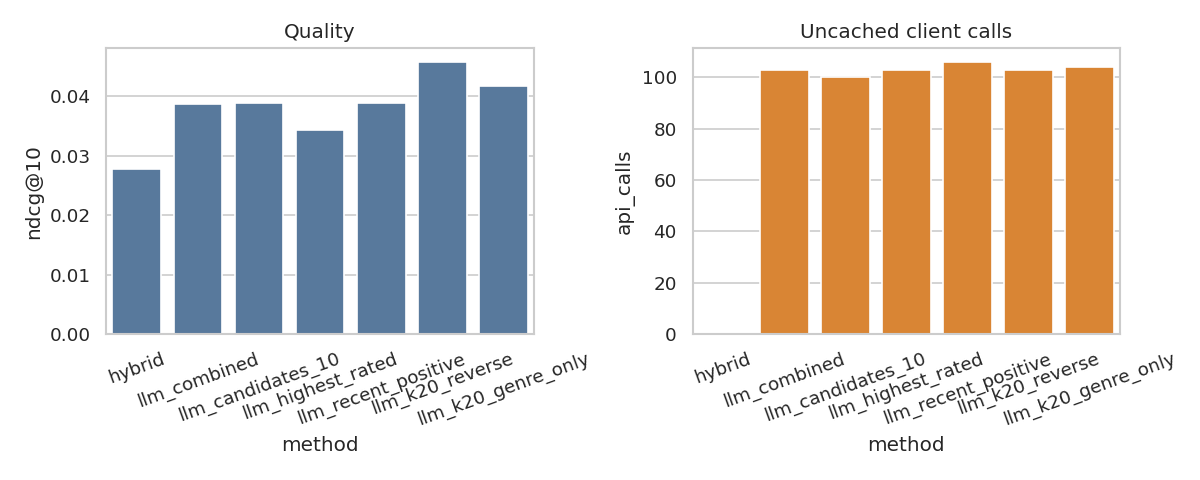 Quality
ndcg@10
0.04
0.03
0.02
0.01
0.00
hybrid
llm_combined
llm_candidates_10
llm_highest_rated
llm_recent_positive
llm_k20_reverse
llm_k20_genre_only
method
Uncached client calls
api_calls
100
80
60
40
20
0
hybrid
llm_combined
llm_candidates_10
llm_highest_rated
llm_recent_positive
llm_k20_reverse
llm_k20_genre_only
method